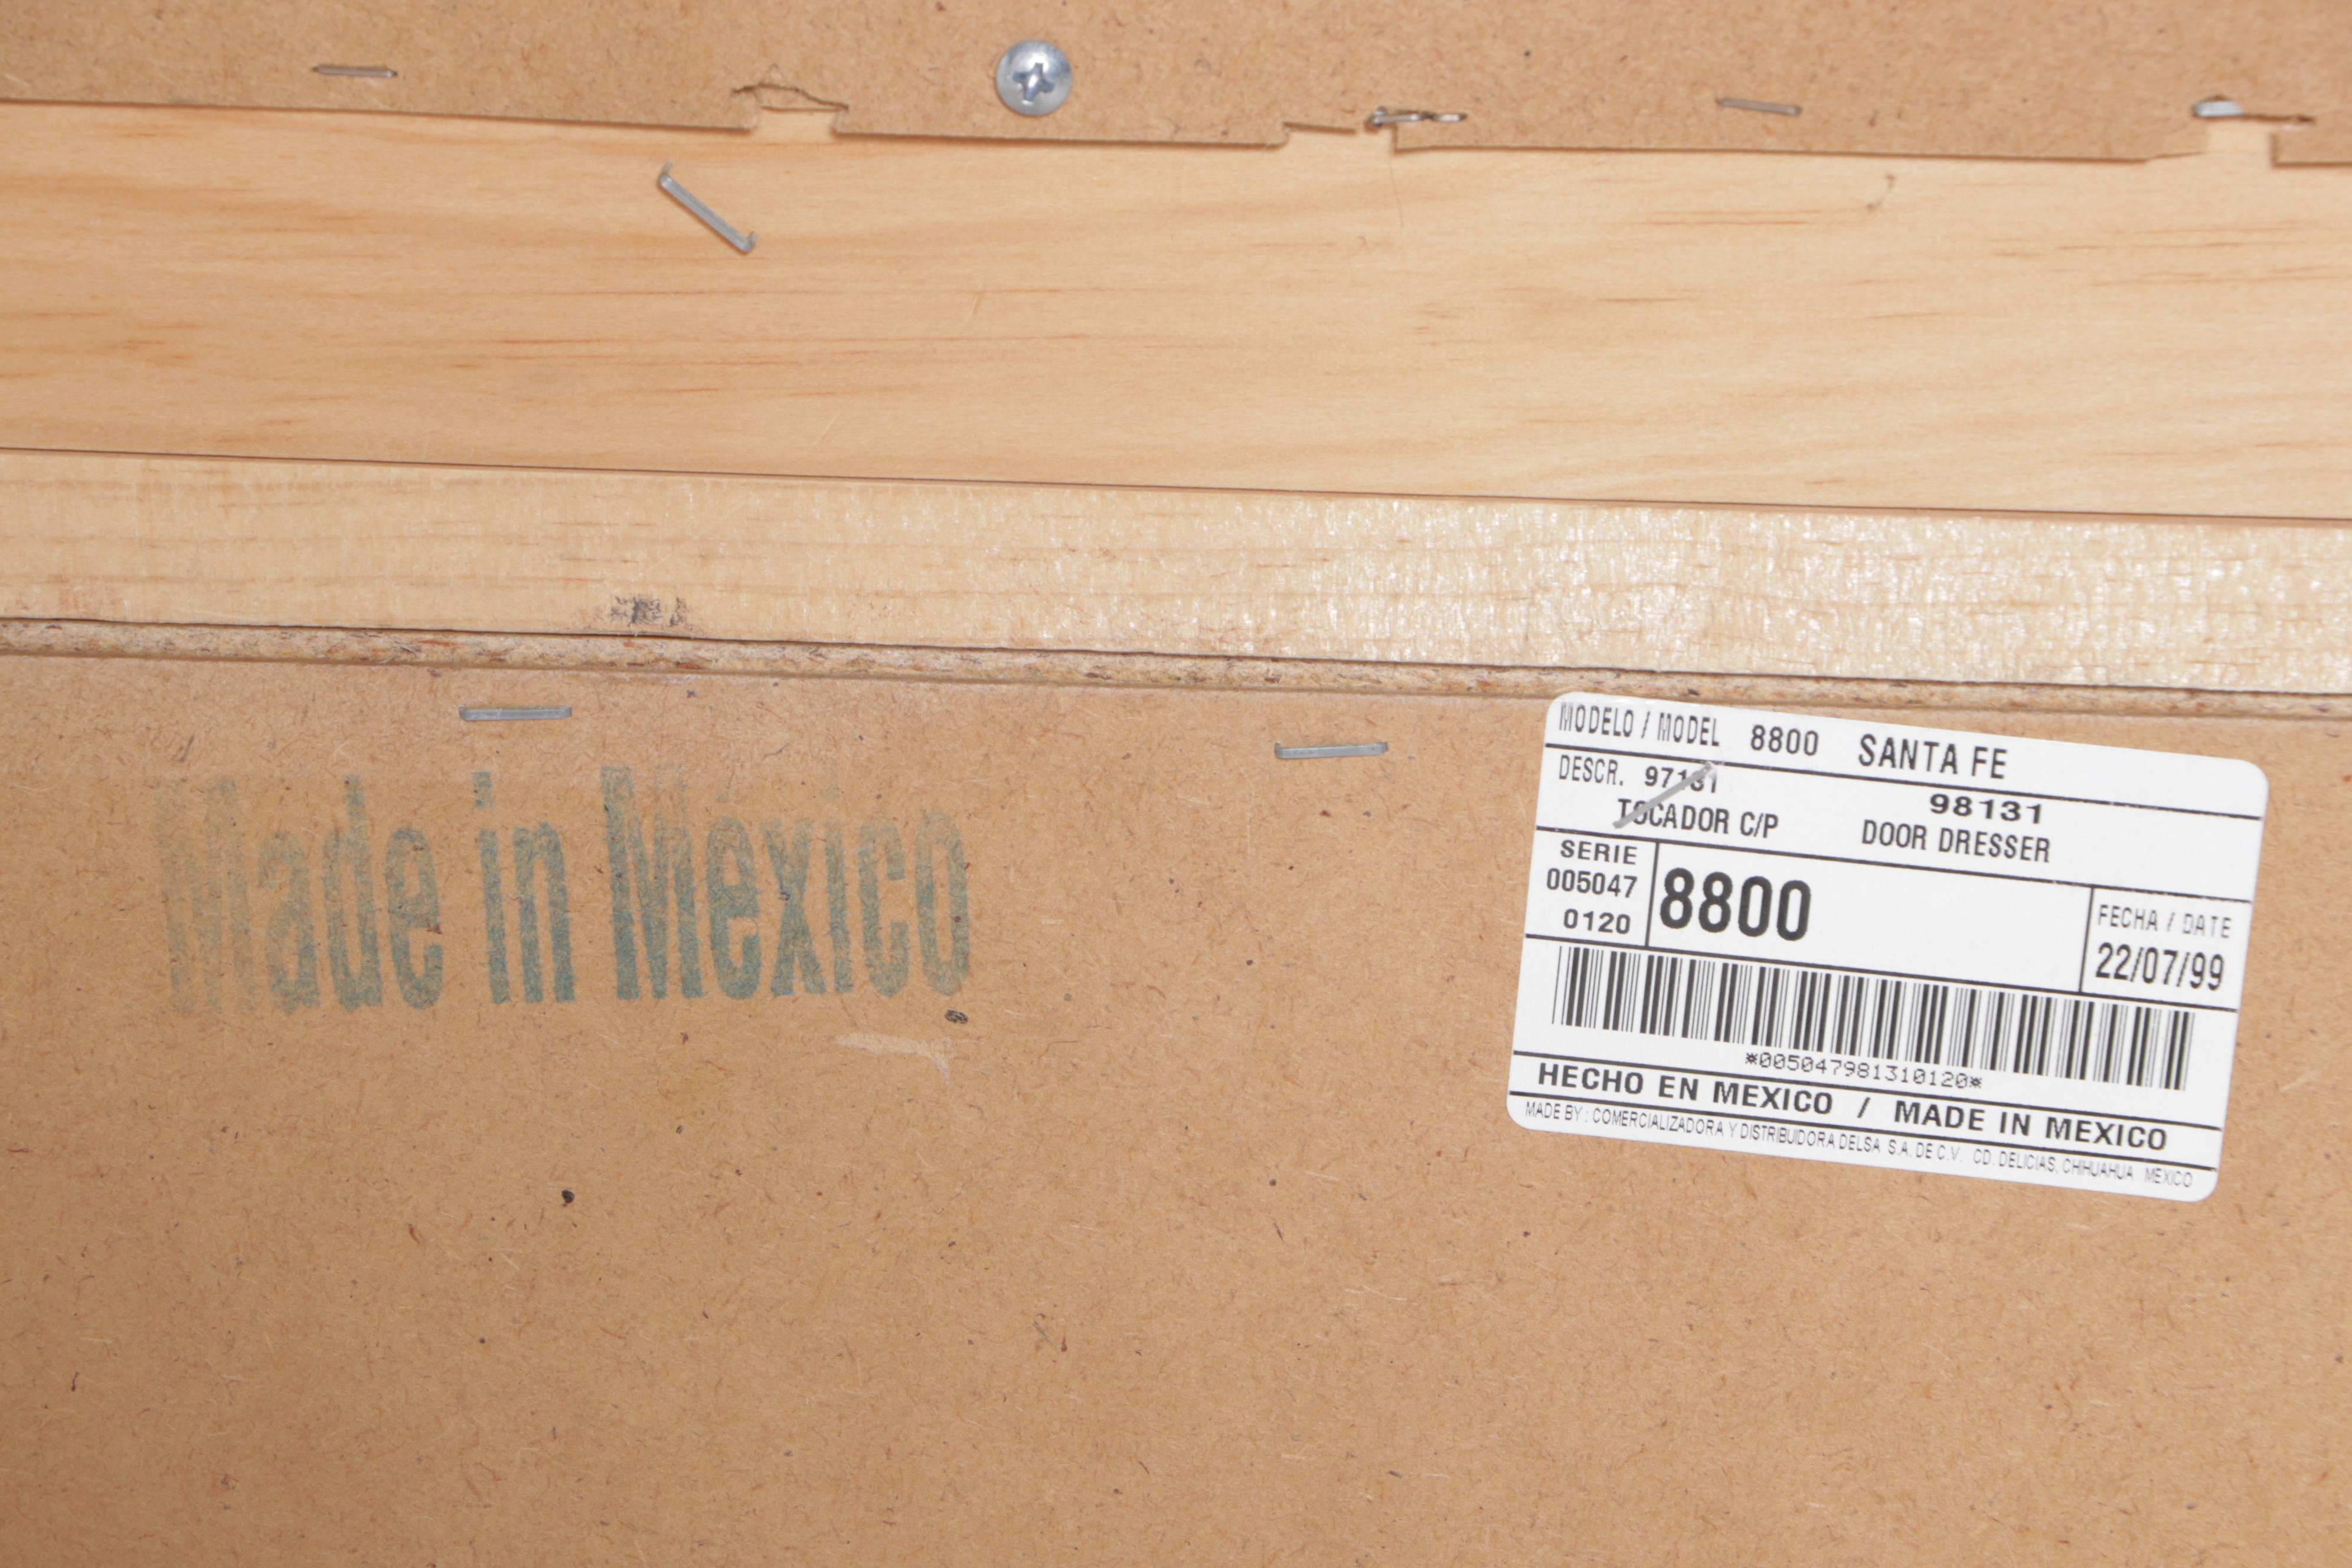 Made in México
MODELO / MODEL 8800 SANTA FE
DESCR. 97131 98131
TOCADOR C/P DOOR DRESSER
SERIE
005047
0120
8800
FECHA / DATE
22/07/99
*005047981310120*
HECHO EN MEXICO / MADE IN MEXICO
MADE BY : COMERCIALIZADORA Y DISTRIBUIDORA DELSA S.A. DE C.V. CD. DELICIAS, CHIHUAHUA MEXICO